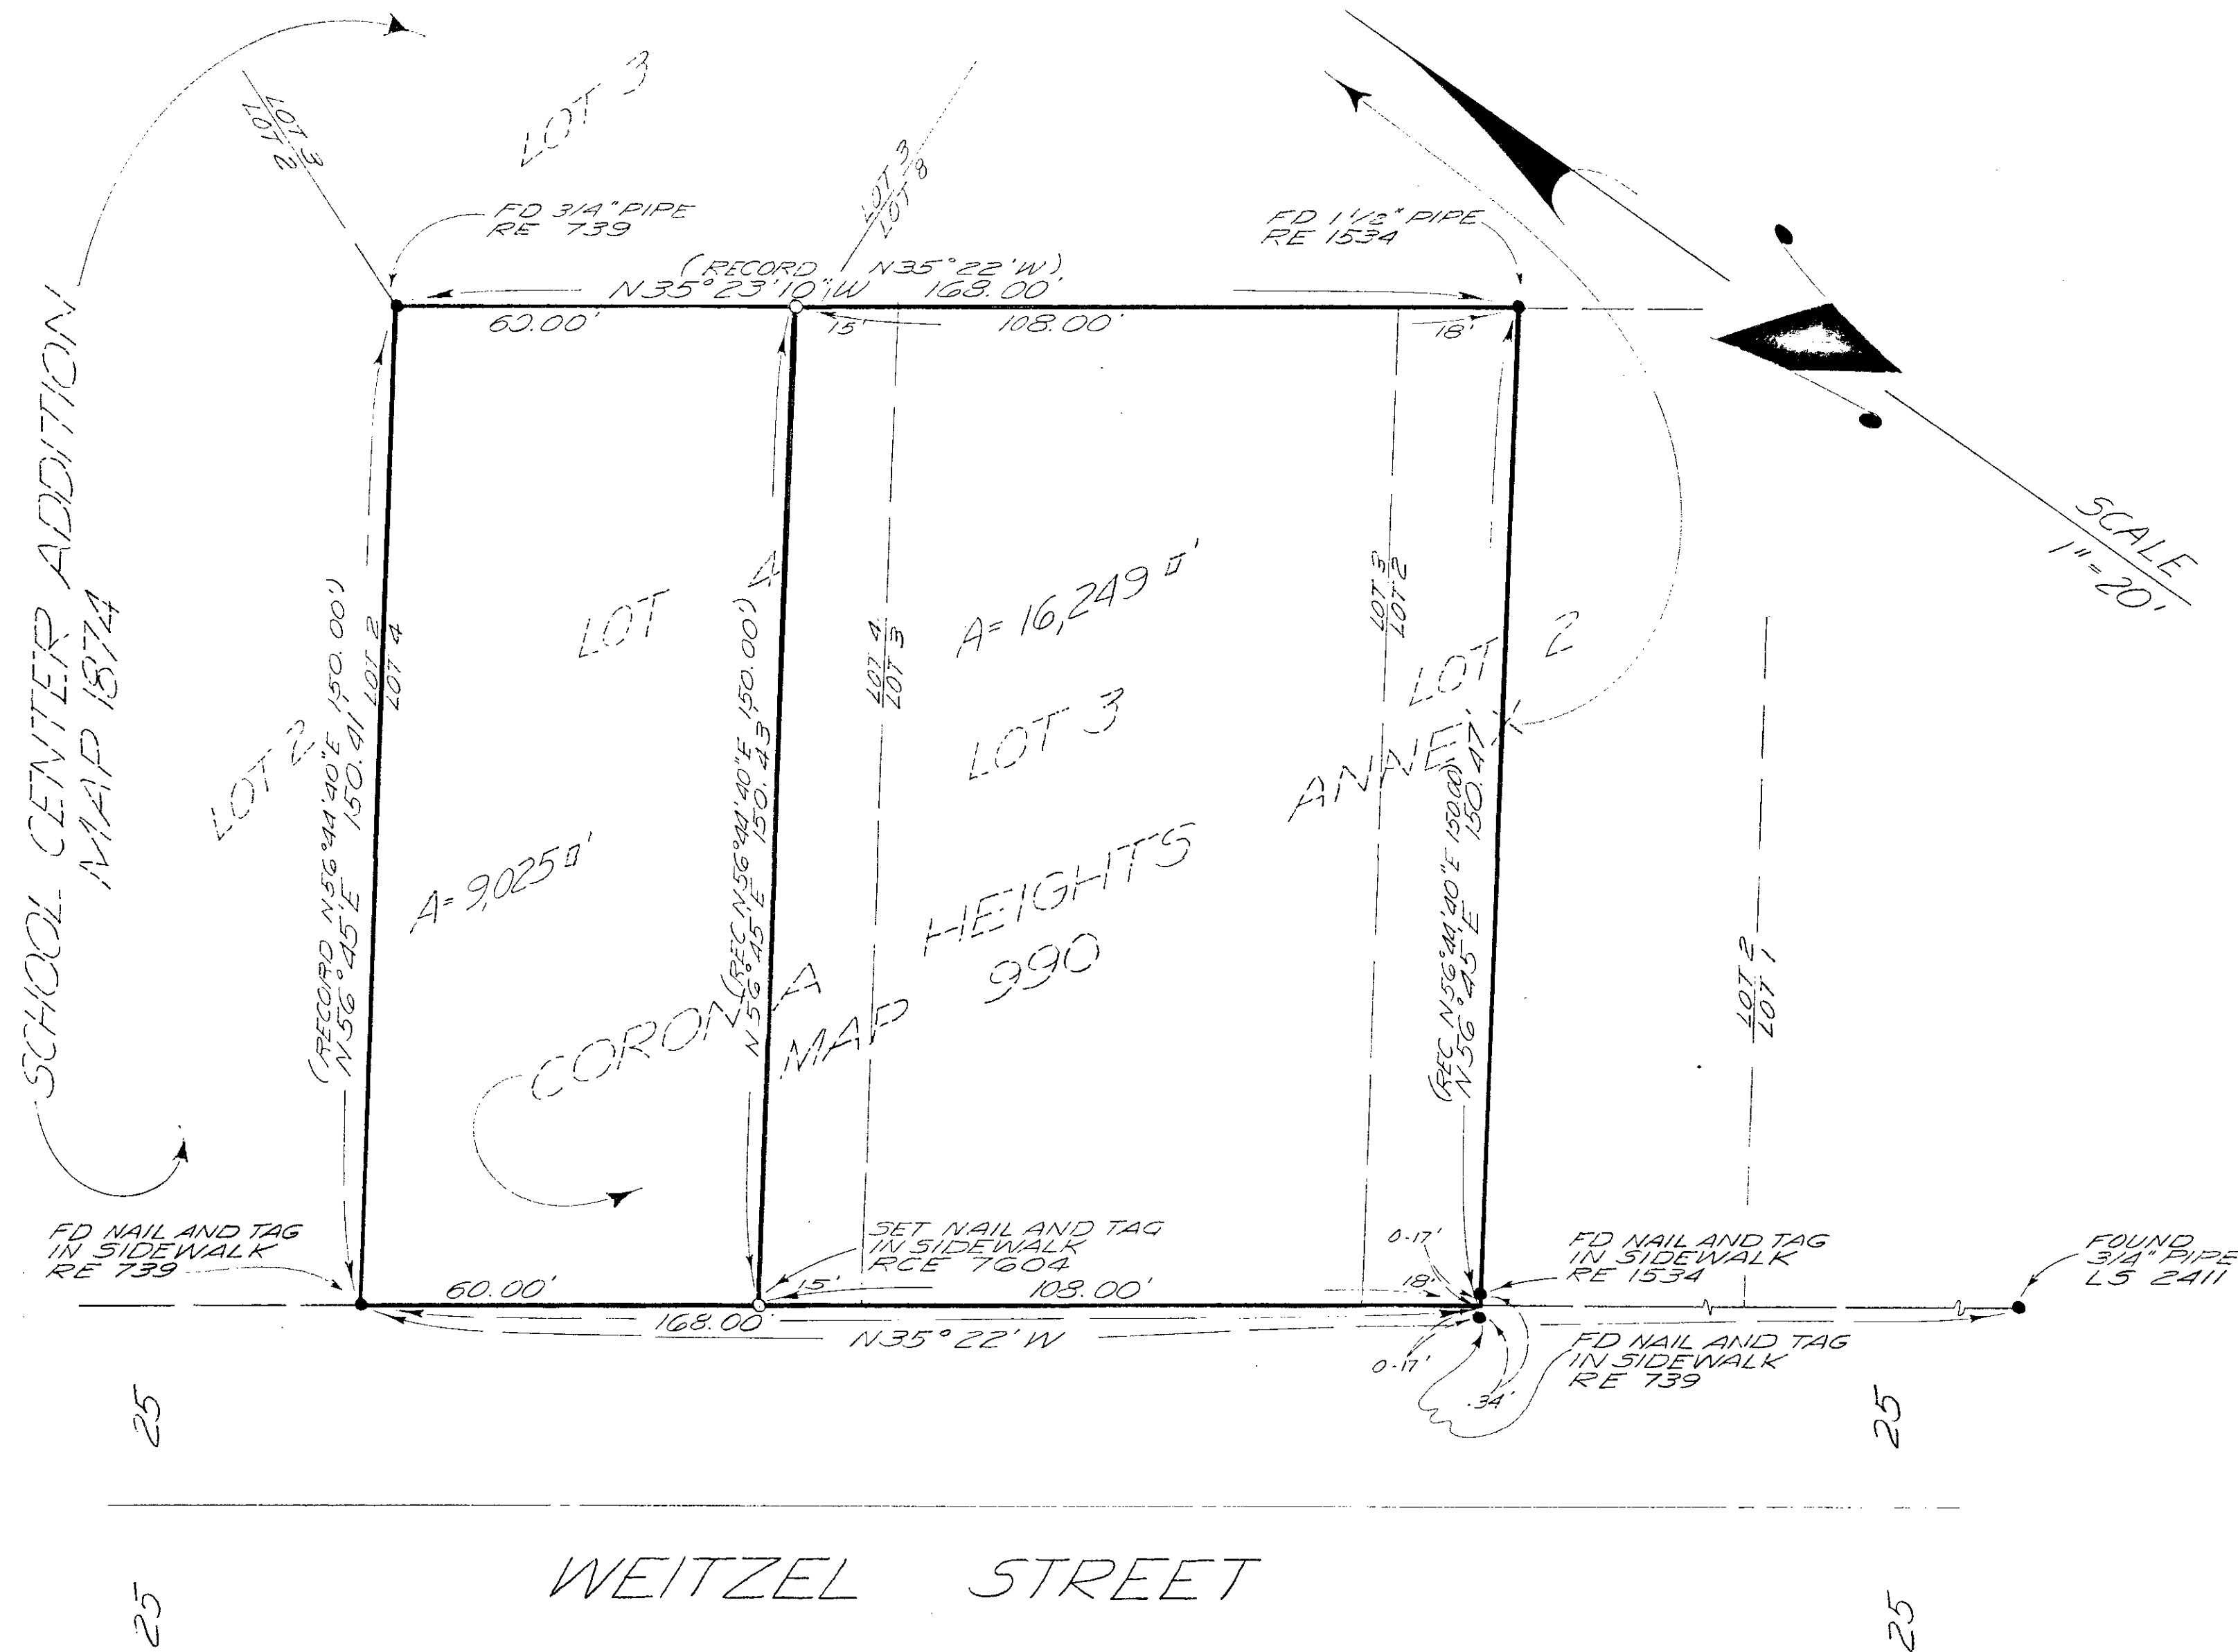 SCHOOL CENTER ADDITION
MAP 1874
LOT 3
LOT 2
LOT 3
LOT 3
LOT 8
FD 3/4" PIPE
RE 739
FD 1 1/2" PIPE
RE 1534
(RECORD N35°22'W)
N35°23'10"W 168.00'
60.00'
15'
108.00'
18'
SCALE
1"=20'
LOT 2
(RECORD N56°44'40"E 150.00')
N56°45'E 150.41'
LOT 2
LOT 4
LOT 4
A=9,025□'
(REC N56°44'40"E 150.00')
N56°45'E 150.43'
LOT 4
LOT 3
A=16,249□'
LOT 3
LOT 3
LOT 2
LOT 2
(REC N56°44'40"E 150.00')
N56°45'E 150.47'
LOT 2
LOT 1
CORONA HEIGHTS ANNEX
MAP 990
FD NAIL AND TAG
IN SIDEWALK
RE 739
SET NAIL AND TAG
IN SIDEWALK
RCE 7604
0.17'
FD NAIL AND TAG
IN SIDEWALK
RE 1534
FOUND
3/4" PIPE
LS 2411
60.00'
15'
108.00'
18'
168.00'
N35°22'W
0.17'
.34'
FD NAIL AND TAG
IN SIDEWALK
RE 739
25
25
WEITZEL STREET
25
25